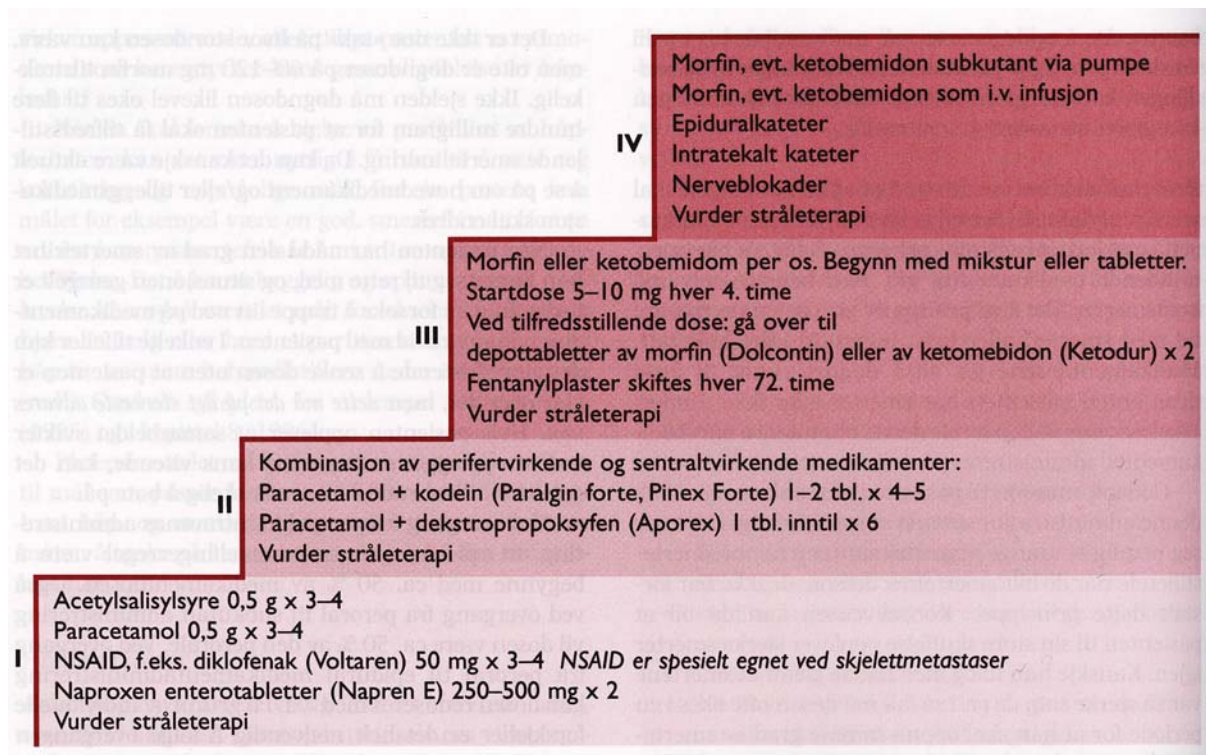 Morfin, evt. ketobemidon subkutant via pumpe
Morfin, evt. ketobemidon som i.v. infusjon
Epiduralkateter
IV
Intratekalt kateter
Nerveblokader
Vurder stråleterapi
Morfin eller ketobemidom per os. Begynn med mikstur eller tabletter.
Startdose 5–10 mg hver 4. time
III
Ved tilfredsstillende dose: gå over til
depottabletter av morfin (Dolcontin) eller av ketomebidon (Ketodur) x 2
Fentanylplaster skiftes hver 72. time
Vurder stråleterapi
Kombinasjon av perifertvirkende og sentraltvirkende medikamenter:
II
Paracetamol + kodein (Paralgin forte, Pinex Forte) 1–2 tbl. x 4–5
Paracetamol + dekstropropoksyfen (Aporex) 1 tbl. inntil x 6
Vurder stråleterapi
Acetylsalisylsyre 0,5 g x 3–4
Paracetamol 0,5 g x 3–4
I
NSAID, f.eks. diklofenak (Voltaren) 50 mg x 3–4 NSAID er spesielt egnet ved skjelettmetastaser
Naproxen enterotabletter (Napren E) 250–500 mg x 2
Vurder stråleterapi